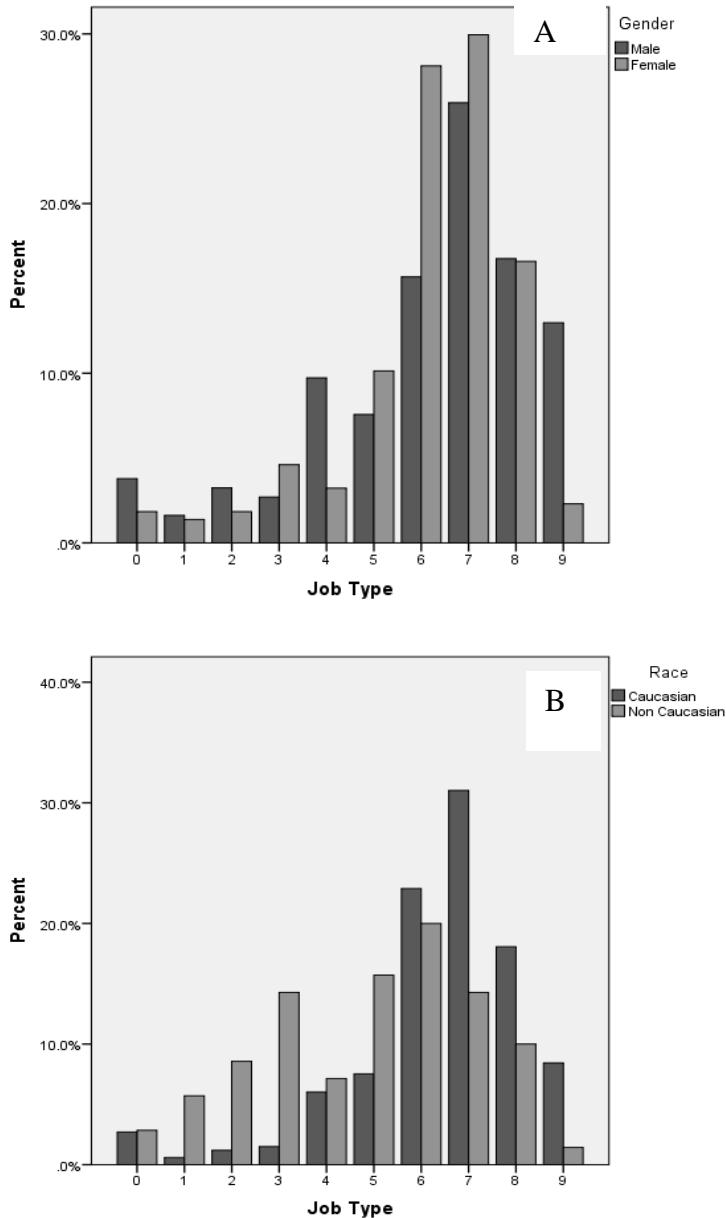 A
Gender
Male
Female
30.0%
20.0%
10.0%
.0%
Percent
0 1 2 3 4 5 6 7 8 9
Job Type
B
Race
Caucasian
Non Caucasian
40.0%
30.0%
20.0%
10.0%
.0%
Percent
0 1 2 3 4 5 6 7 8 9
Job Type